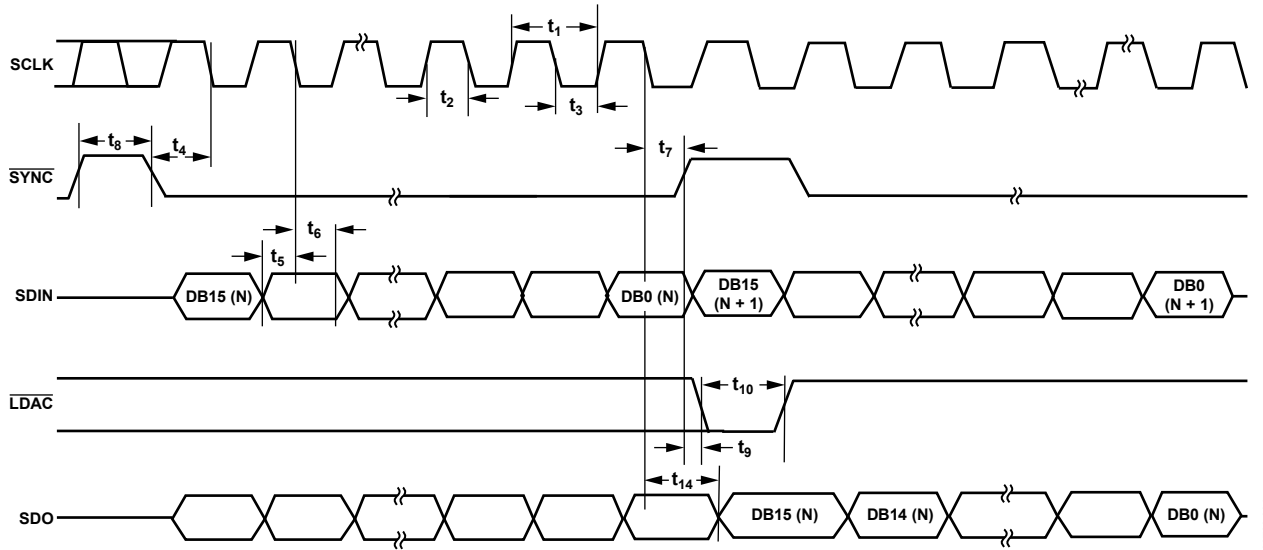 t1
SCLK
t2
t3
t8
t4
t7
SYNC
t6
t5
SDIN
DB15 (N)
DB0 (N)
DB15
(N + 1)
DB0
(N + 1)
t10
LDAC
t9
t14
SDO
DB15 (N)
DB14 (N)
DB0 (N)